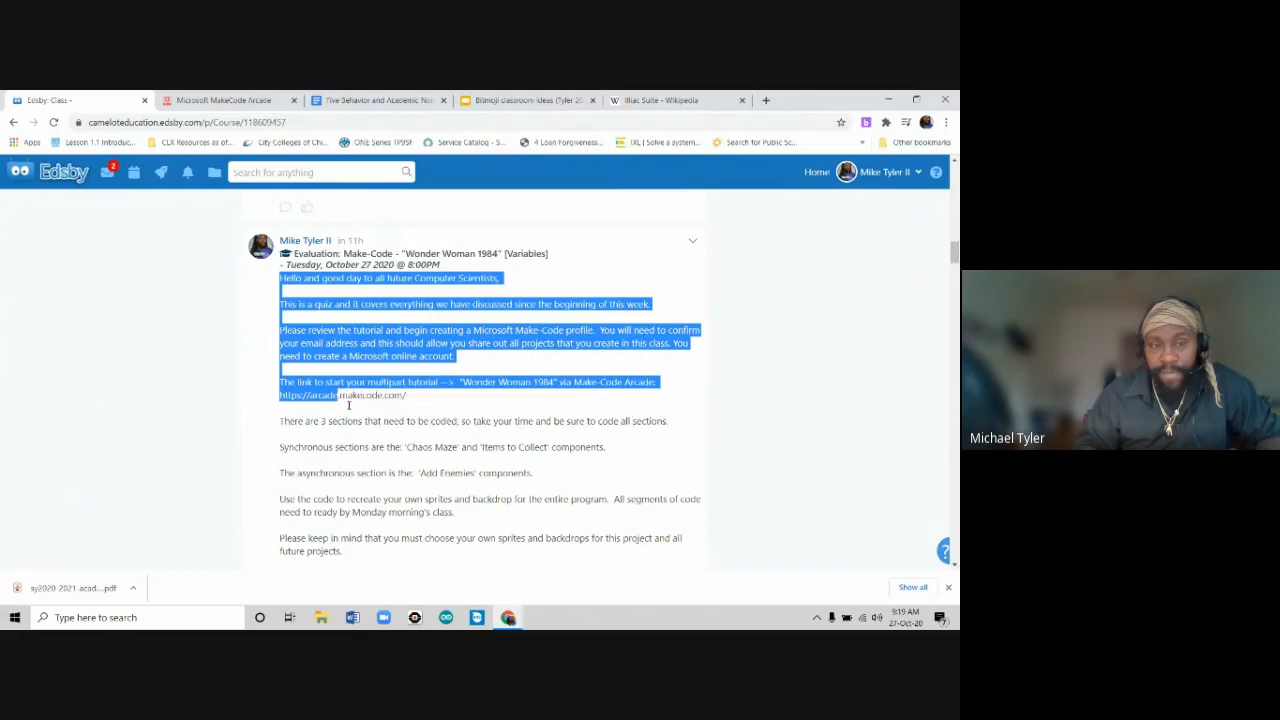 Edsby: Class -
Microsoft MakeCode Arcade
Five Behavior and Academic No
Bitmoji classroom ideas (Tyler 20
Illiac Suite - Wikipedia
cameloteducation.edsby.com/p/Course/118609457
Apps
Lesson 1.1 Introduc...
CLX Resources as of...
City Colleges of Chi...
ONE Series TP95F
Service Catalog - S...
4 Loan Forgiveness...
IXL | Solve a system...
Search for Public Sc...
»
Other bookmarks
Edsby
2
Search for anything
Home
Mike Tyler II
Mike Tyler II in 11h
Evaluation: Make-Code - "Wonder Woman 1984" [Variables]
- Tuesday, October 27 2020 @ 8:00PM
Hello and good day to all future Computer Scientists,
This is a quiz and it covers everything we have discussed since the beginning of this week.
Please review the tutorial and begin creating a Microsoft Make-Code profile. You will need to confirm
your email address and this should allow you share out all projects that you create in this class. You
need to create a Microsoft online account.
The link to start your multipart tutorial ---> "Wonder Woman 1984" via Make-Code Arcade:
https://arcade.makecode.com/
There are 3 sections that need to be coded; so take your time and be sure to code all sections.
Synchronous sections are the: 'Chaos Maze' and 'Items to Collect' components.
The asynchronous section is the: 'Add Enemies' components.
Use the code to recreate your own sprites and backdrop for the entire program. All segments of code
need to ready by Monday morning's class.
Please keep in mind that you must choose your own sprites and backdrops for this project and all
future projects.
Michael Tyler
sy2020-2021-acad....pdf
Show all
Type here to search
9:19 AM
27-Oct-20